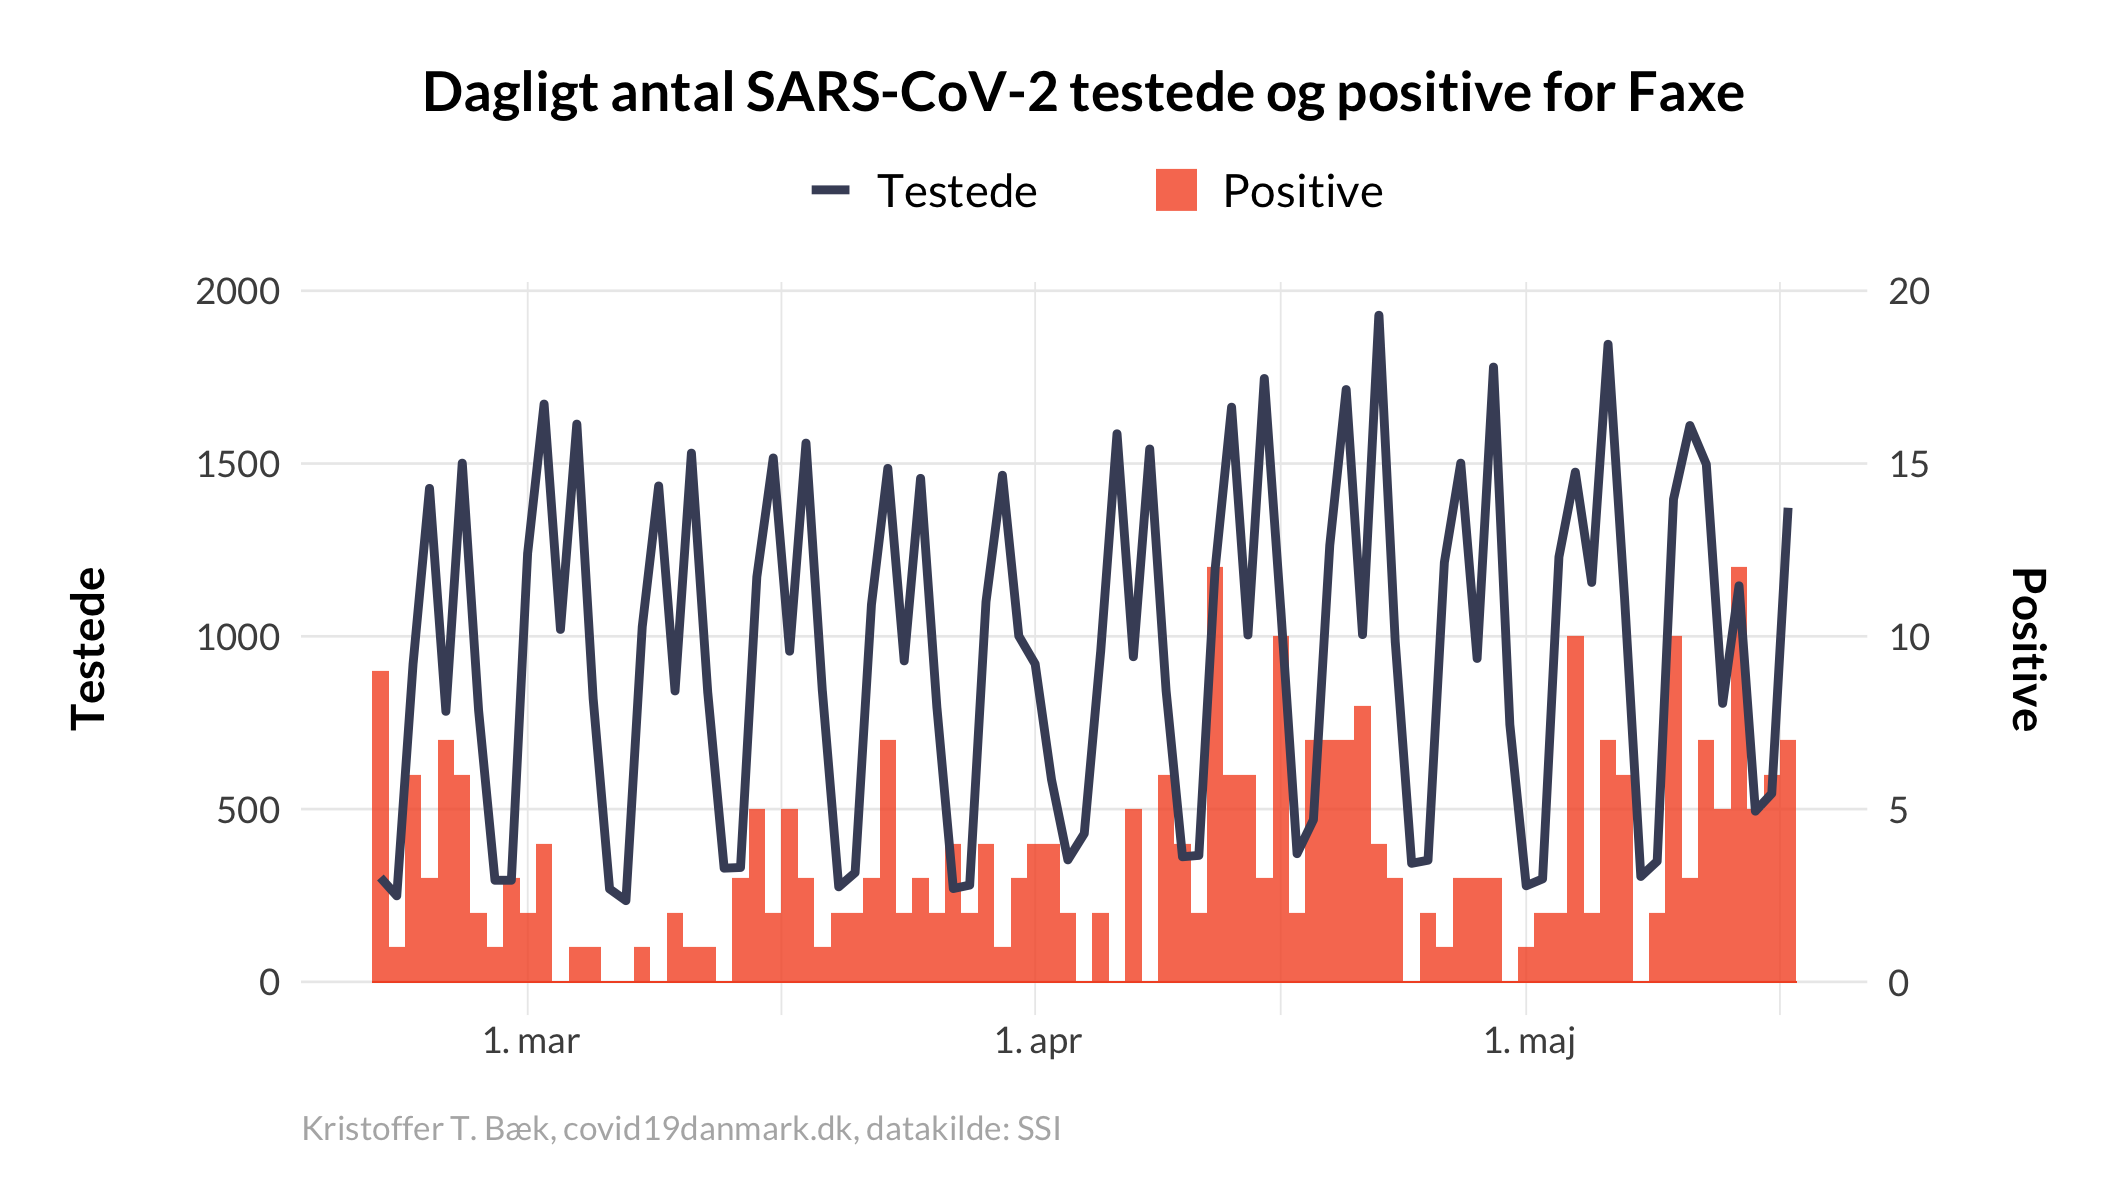 Dagligt antal SARS-CoV-2 testede og positive for Faxe
Testede
Positive
2000
1500
1000
500
0
20
15
10
5
0
Testede
Positive
1. mar
1. apr
1. maj
Kristoffer T. Bæk, covid19danmark.dk, datakilde: SSI